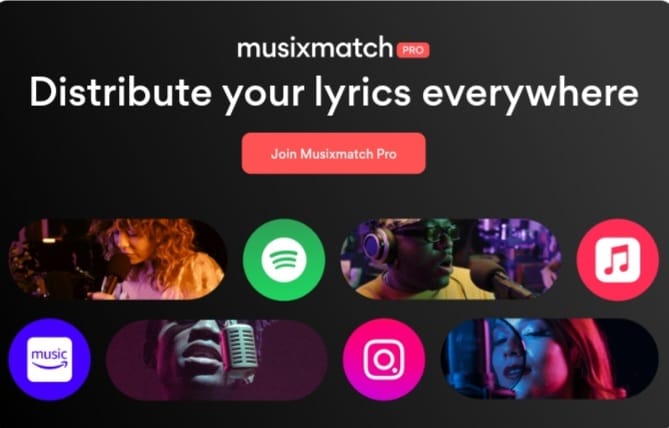 musixmatch PRO
Distribute your lyrics everywhere
Join Musixmatch Pro
music